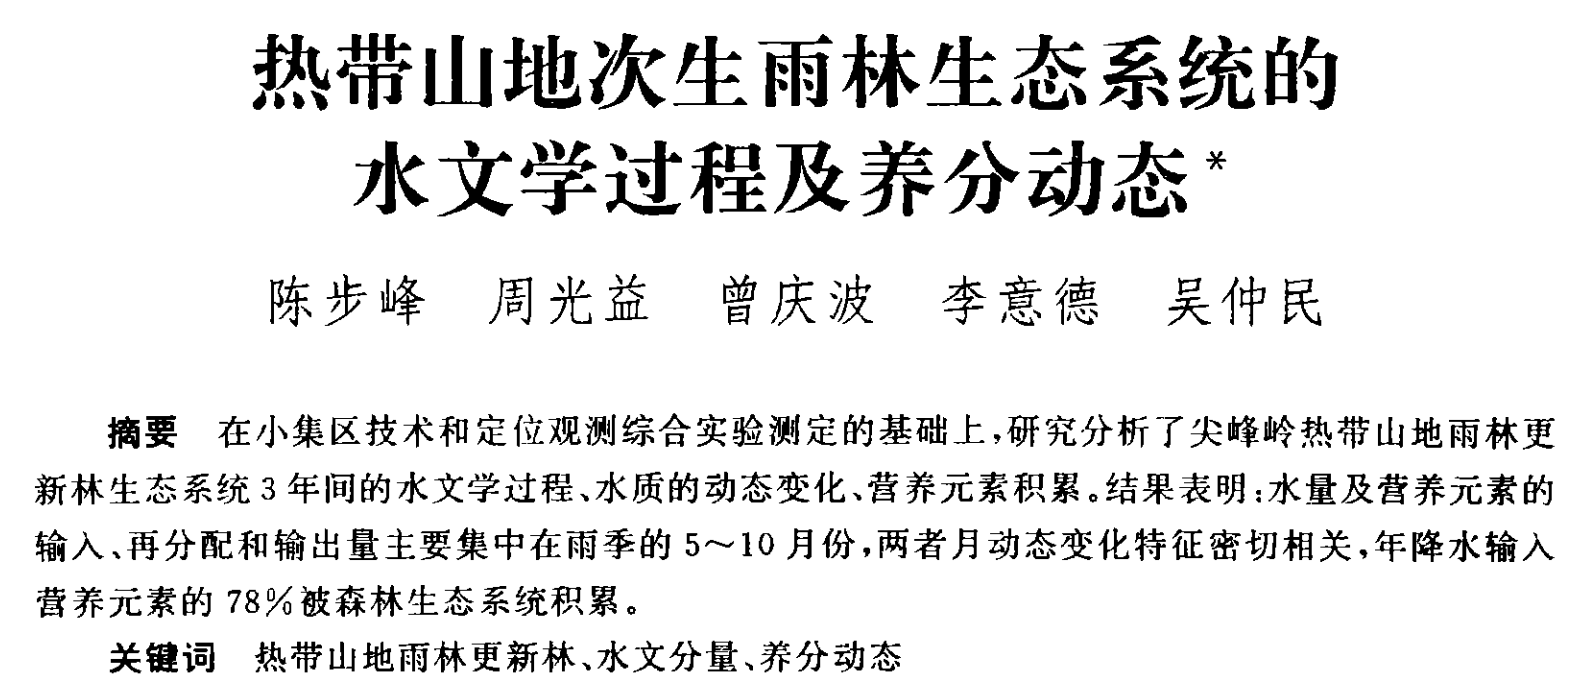 热带山地次生雨林生态系统的
水文学过程及养分动态*
陈步峰 周光益 曾庆波 李意德 吴仲民
摘要 在小集区技术和定位观测综合实验测定的基础上,研究分析了尖峰岭热带山地雨林更
新林生态系统 3 年间的水文学过程、水质的动态变化、营养元素积累。结果表明:水量及营养元素的
输入、再分配和输出量主要集中在雨季的 5～10 月份,两者月动态变化特征密切相关,年降水输入
营养元素的 78%被森林生态系统积累。
关键词 热带山地雨林更新林、水文分量、养分动态